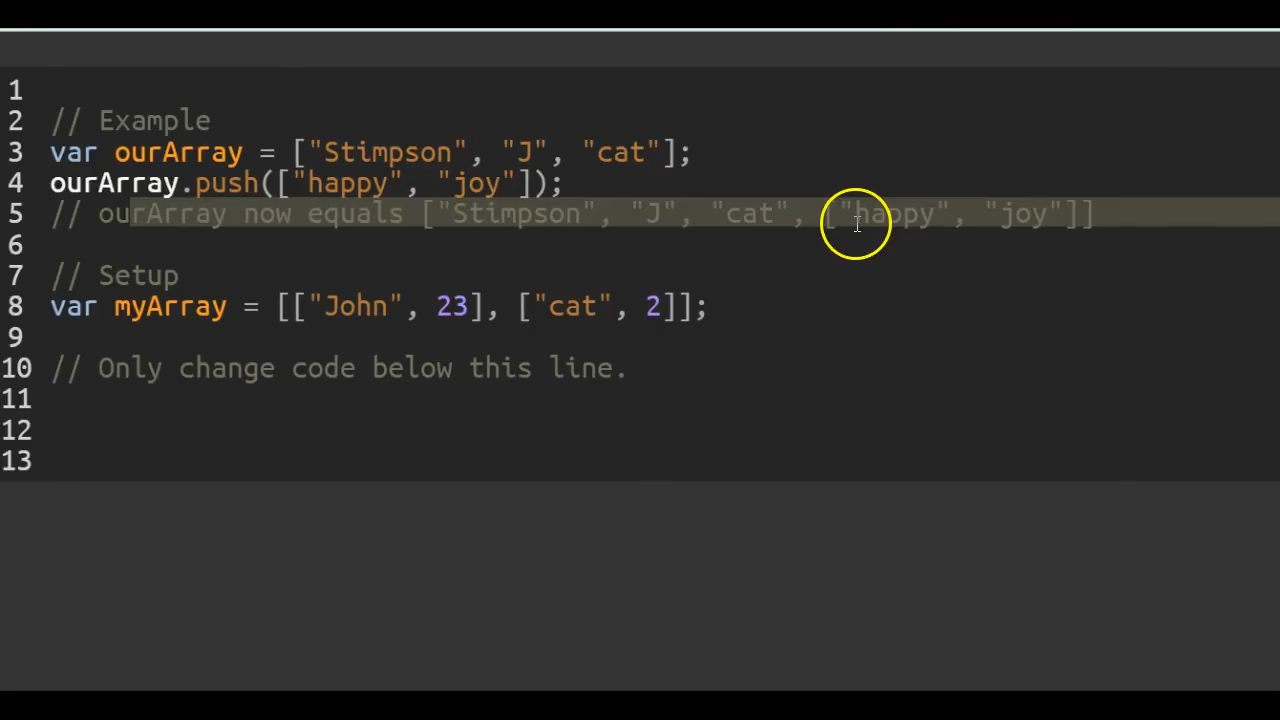 1
2 // Example
3 var ourArray = ["Stimpson", "J", "cat"];
4 ourArray.push(["happy", "joy"]);
5 // ourArray now equals ["Stimpson", "J", "cat", ["happy", "joy"]]
6
7 // Setup
8 var myArray = [["John", 23], ["cat", 2]];
9
10 // Only change code below this line.
11
12
13